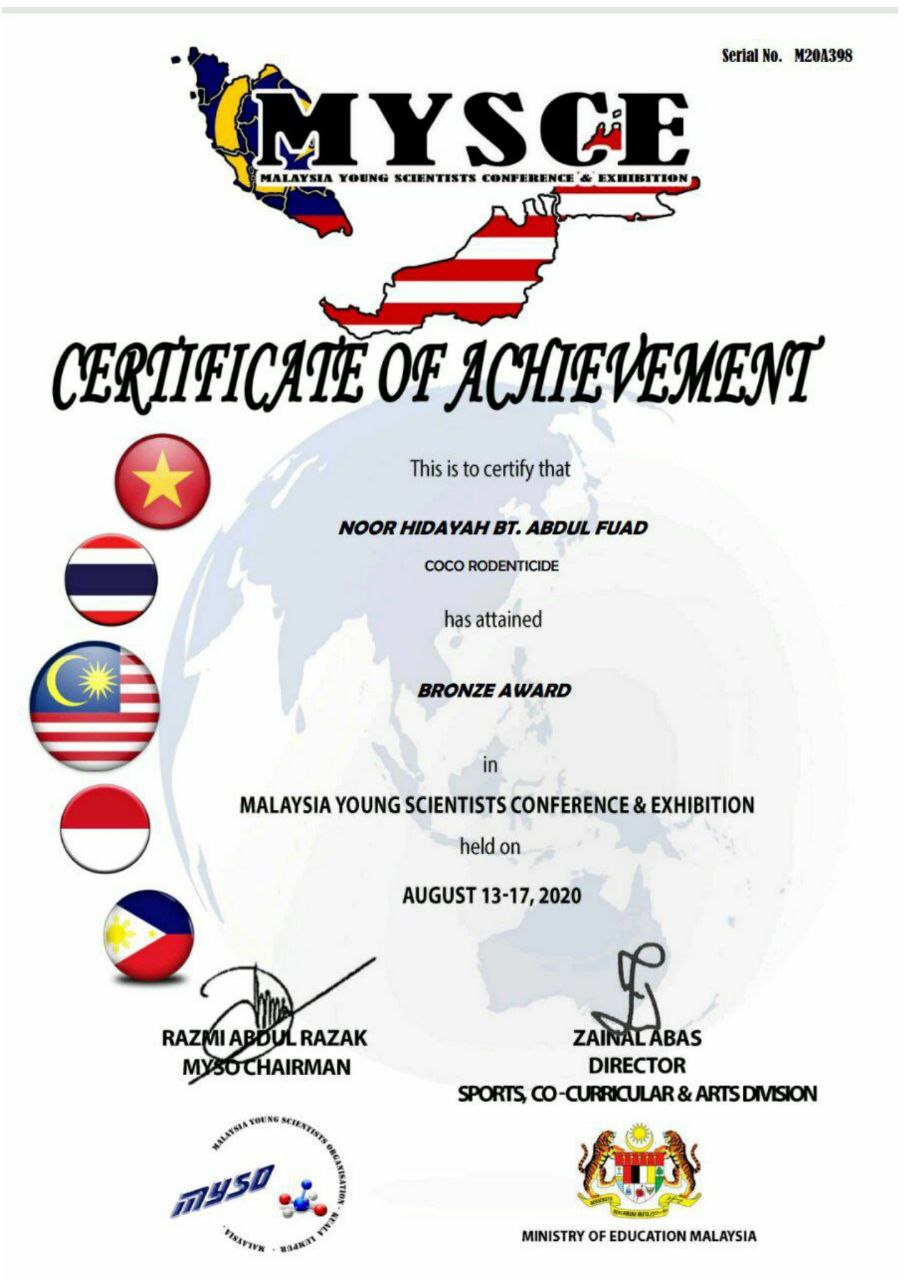 Serial No. M20A398
MYSCE
MALAYSIA YOUNG SCIENTISTS CONFERENCE & EXHIBITION
CERTIFICATE OF ACHIEVEMENT
This is to certify that
NOOR HIDAYAH BT. ABDUL FUAD
COCO RODENTICIDE
has attained
BRONZE AWARD
in
MALAYSIA YOUNG SCIENTISTS CONFERENCE & EXHIBITION
held on
AUGUST 13-17, 2020
RAZMI ABDUL RAZAK
MYSO CHAIRMAN
ZAINAL ABAS
DIRECTOR
SPORTS, CO-CURRICULAR & ARTS DIVISION
MALAYSIA YOUNG SCIENTISTS ORGANISATION - KUALA LUMPUR - MALAYSIA -
MYSO
MINISTRY OF EDUCATION MALAYSIA